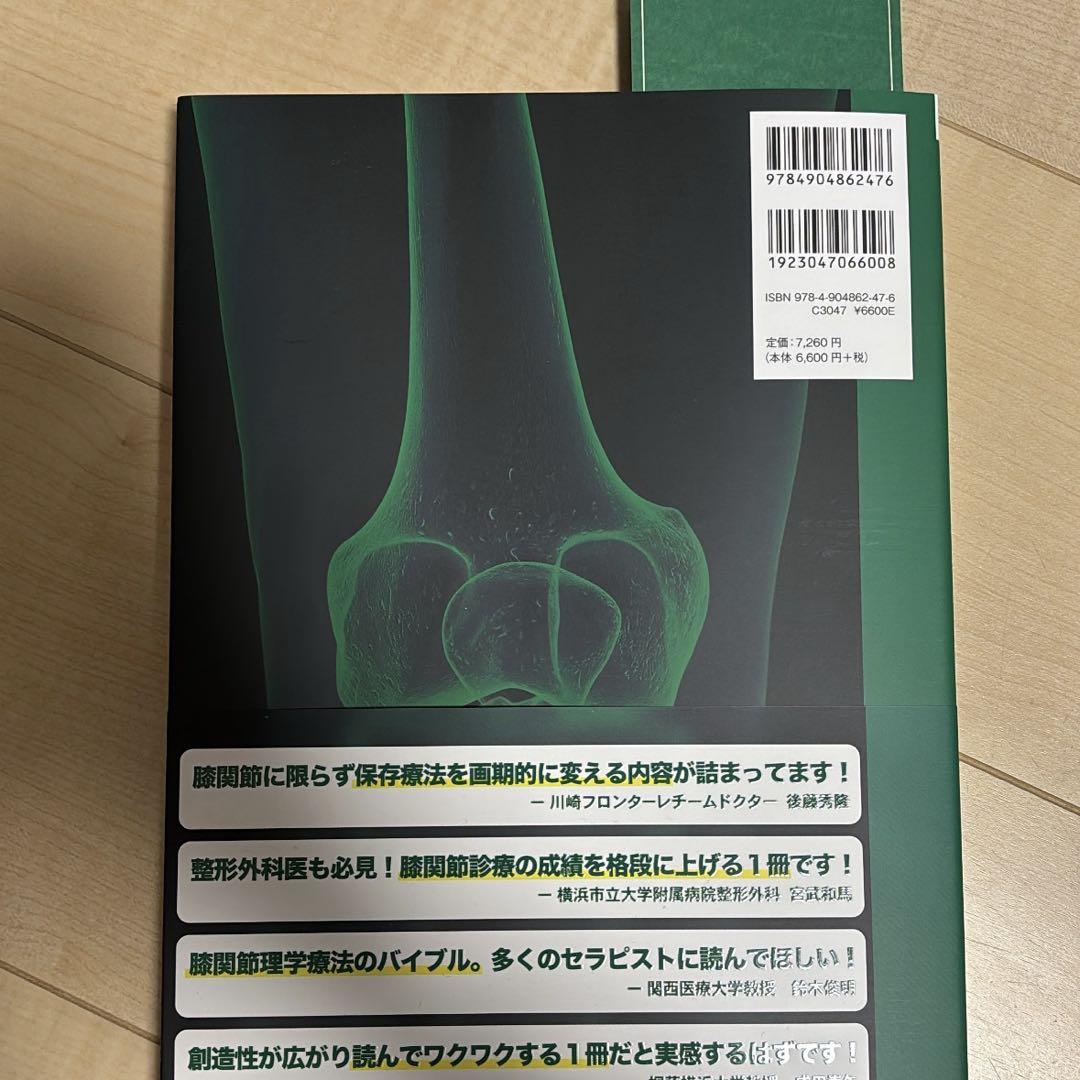 9784904862476
1923047066008
ISBN 978-4-904862-47-6
C3047 ¥6600E
定価:7,260 円
(本体 6,600 円+税)
膝関節に限らず保存療法を画期的に変える内容が詰まってます!
ー 川崎フロンターレチームドクター 後藤秀隆
整形外科医も必見!膝関節診療の成績を格段に上げる1冊です!
ー 横浜市立大学附属病院整形外科 宮武和馬
膝関節理学療法のバイブル。多くのセラピストに読んでほしい!
ー 関西医療大学教授 鈴木俊明
創造性が広がり読んでワクワクする1冊だと実感するはずです!